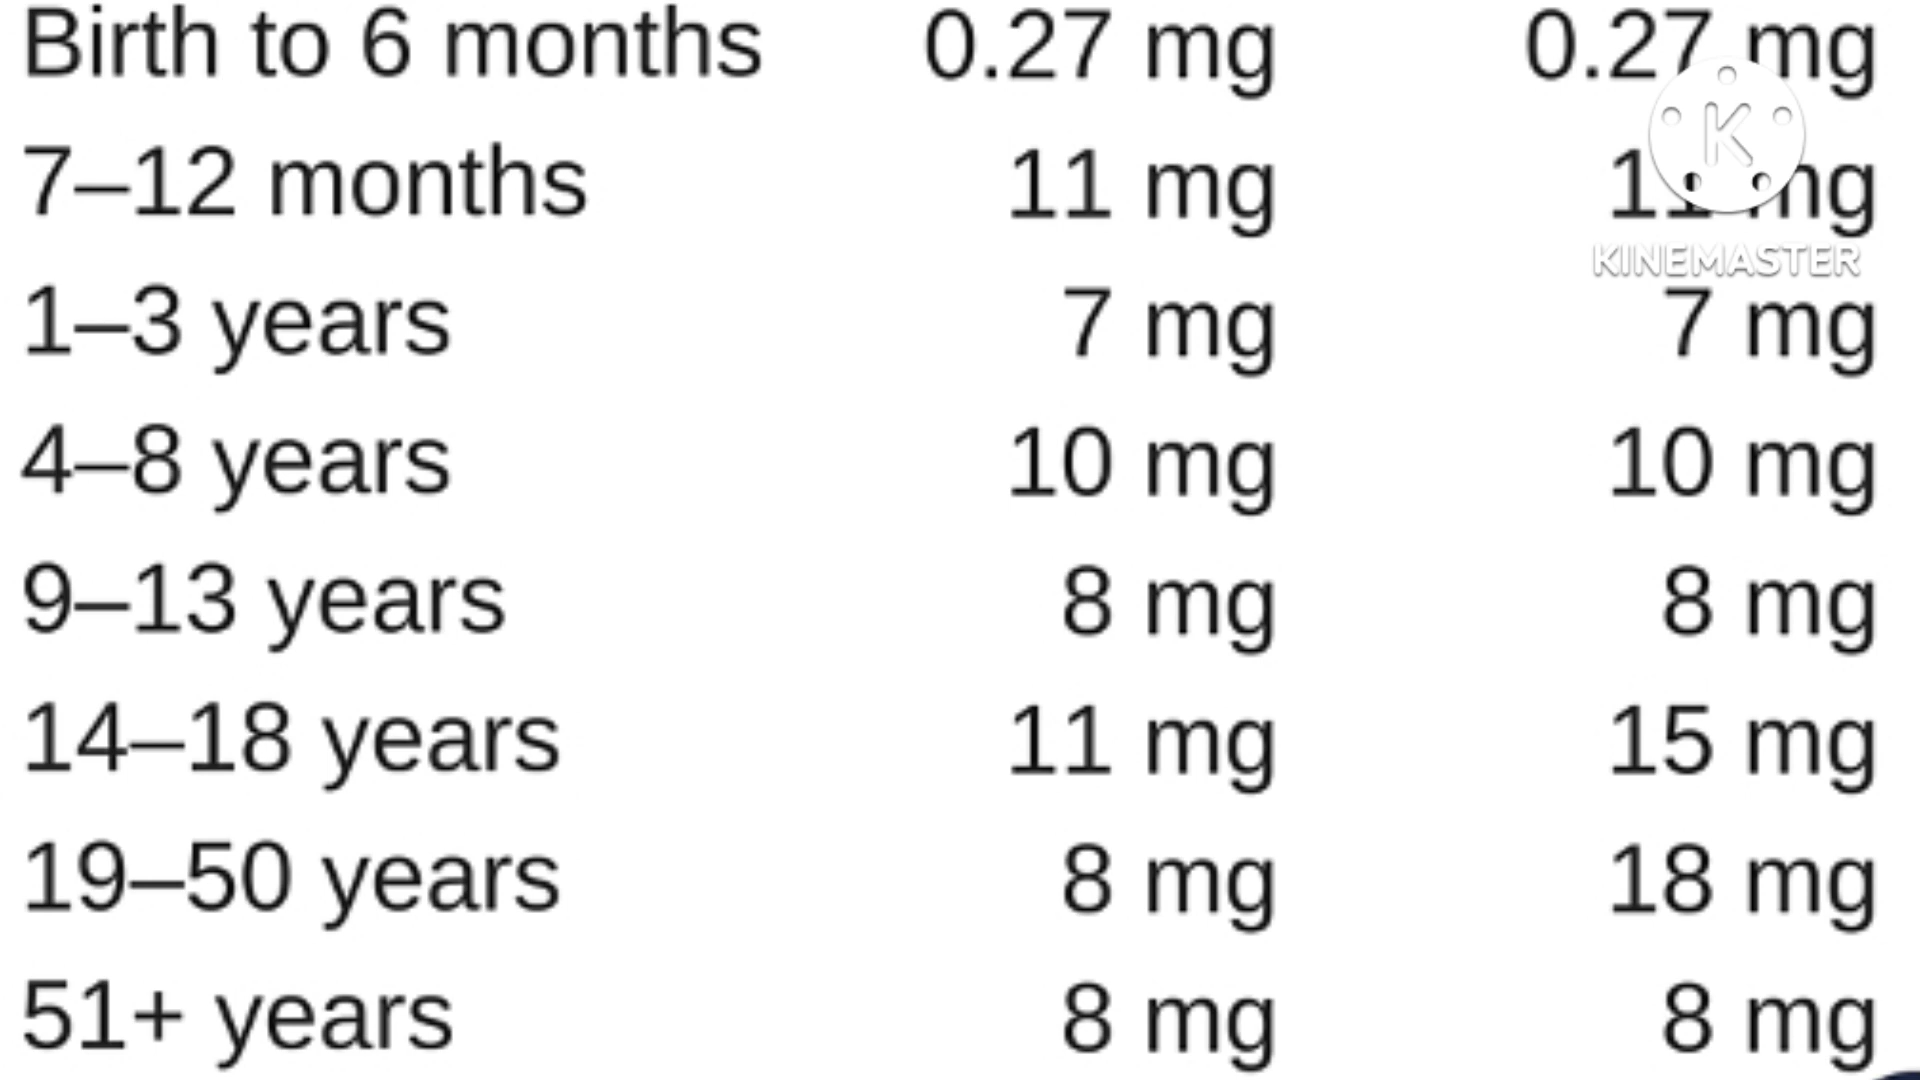 Birth to 6 months 0.27 mg 0.27 mg
7–12 months 11 mg 11 mg
KINEMASTER
1–3 years 7 mg 7 mg
4–8 years 10 mg 10 mg
9–13 years 8 mg 8 mg
14–18 years 11 mg 15 mg
19–50 years 8 mg 18 mg
51+ years 8 mg 8 mg